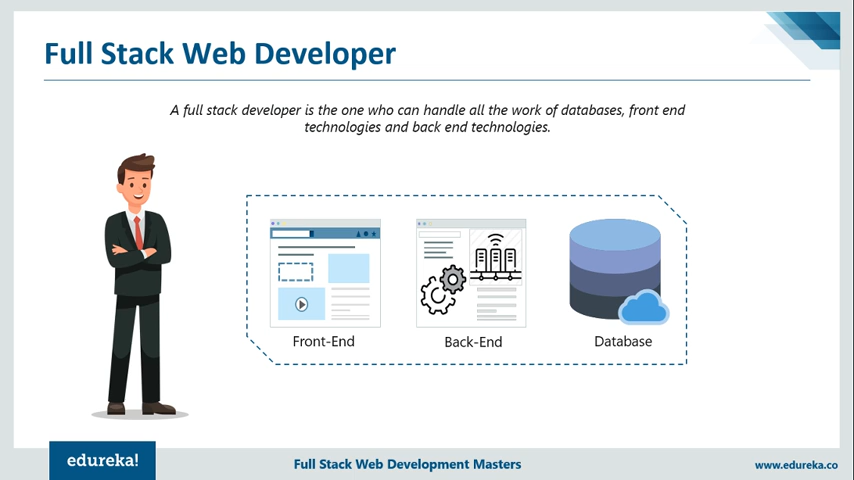 Full Stack Web Developer
A full stack developer is the one who can handle all the work of databases, front end
technologies and back end technologies.
Front-End
Back-End
Database
edureka!
Full Stack Web Development Masters
www.edureka.co